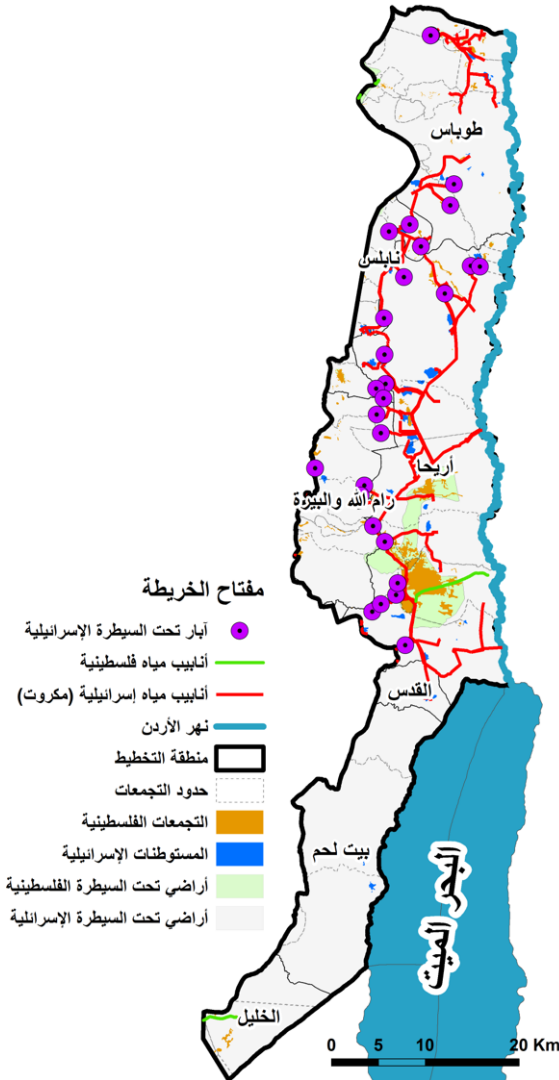 طوباس
نابلس
أريحا
رام الله والبيرة
القدس
بيت لحم
الخليل
البحر الميت
مفتاح الخريطة
آبار تحت السيطرة الإسرائيلية
أنابيب مياه فلسطينية
أنابيب مياه إسرائيلية (مكروت)
نهر الأردن
منطقة التخطيط
حدود التجمعات
التجمعات الفلسطينية
المستوطنات الإسرائيلية
أراضي تحت السيطرة الفلسطينية
أراضي تحت السيطرة الإسرائلية
0 5 10 20 Km